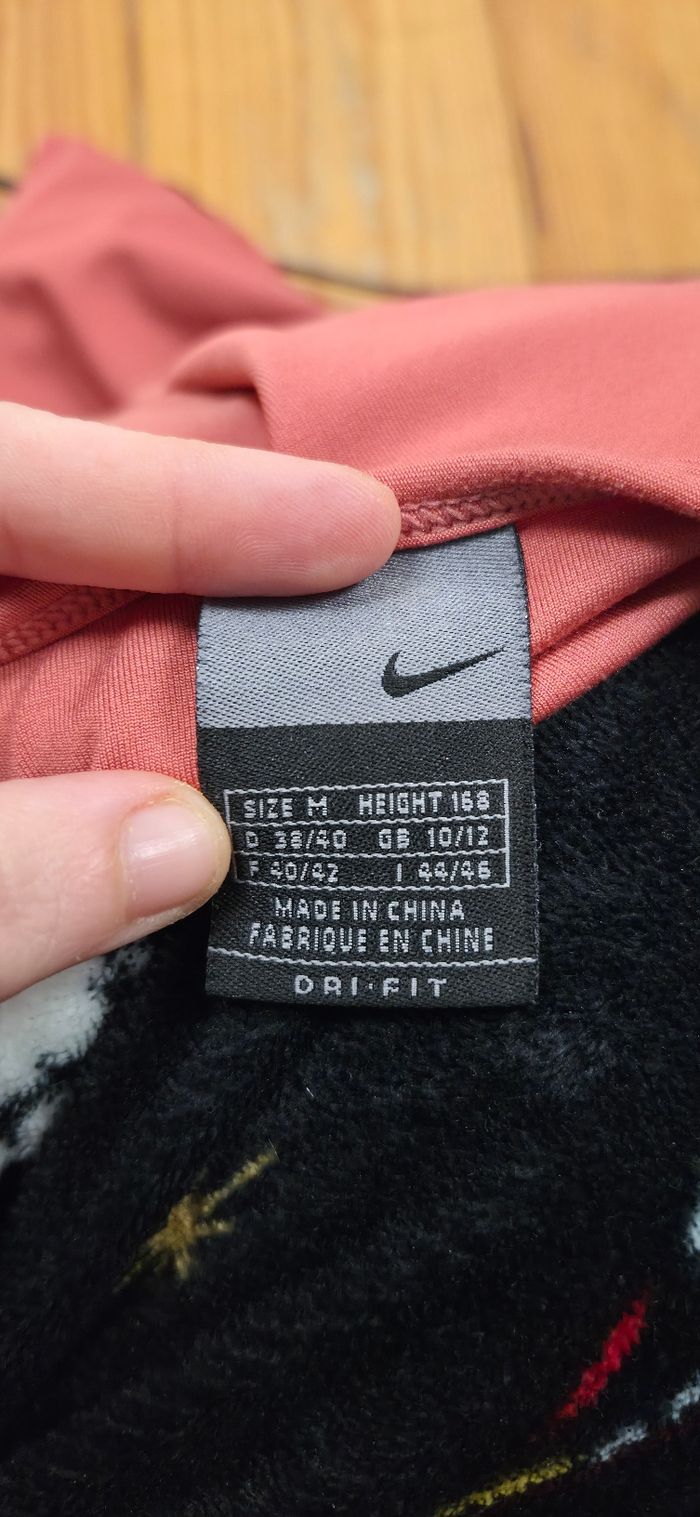 SIZE M HEIGHT 168
D 38/40 GB 10/12
F 40/42 I 44/46
MADE IN CHINA
FABRIQUE EN CHINE
DRI·FIT